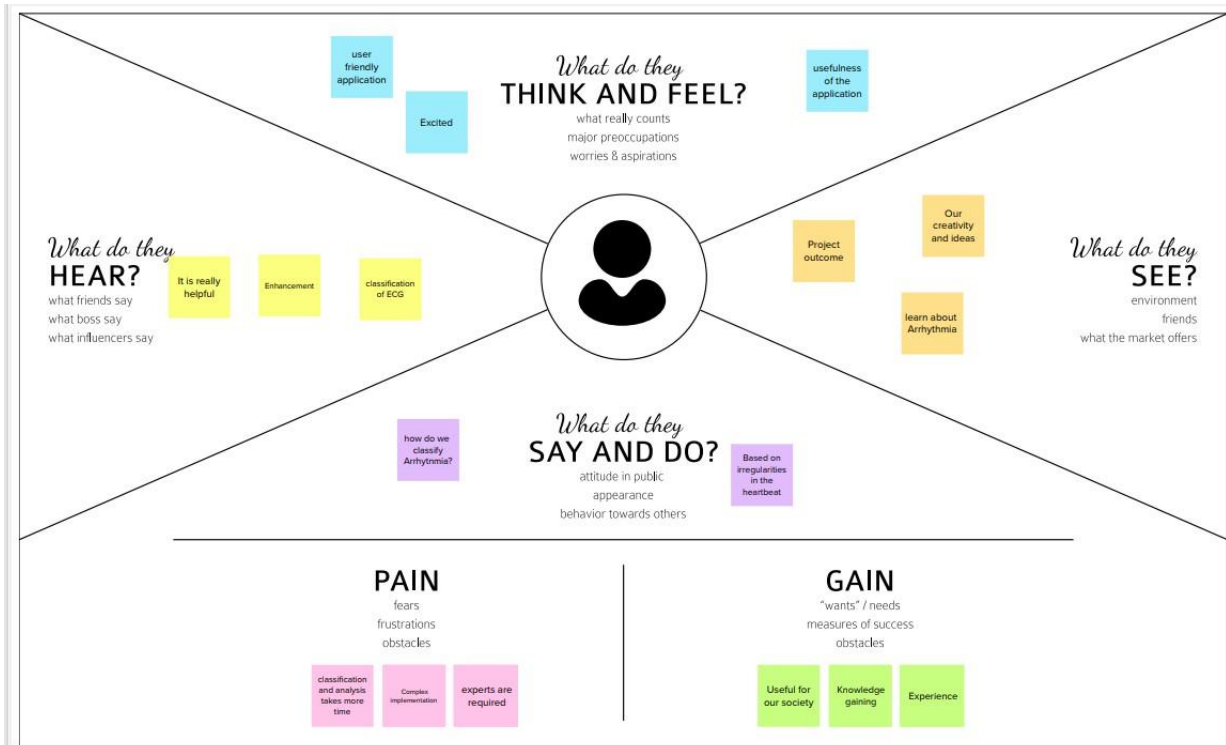 What do they
THINK AND FEEL?
what really counts
major preoccupations
worries & aspirations
user
friendly
application
Excited
usefulness
of the
application
What do they
HEAR?
what friends say
what boss say
what influencers say
It is really
helpful
Enhancement
classification
of ECG
Project
outcome
Our
creativity
and ideas
learn about
Arrhythmia
What do they
SEE?
environment
friends
what the market offers
What do they
SAY AND DO?
attitude in public
appearance
behavior towards others
how do we
classify
Arrhytnmia?
Based on
irregularities
in the
heartbeat
PAIN
fears
frustrations
obstacles
classification
and analysis
takes more
time
Complex
implementation
experts are
required
GAIN
"wants" / needs
measures of success
obstacles
Useful for
our society
Knowledge
gaining
Experience